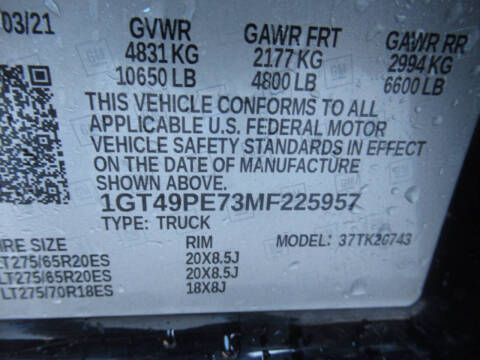 03/21 GVWR GAWR FRT GAWR RR
4831 KG 2177 KG 2994 KG
10650 LB 4800 LB 6600 LB
THIS VEHICLE CONFORMS TO ALL
APPLICABLE U.S. FEDERAL MOTOR
VEHICLE SAFETY STANDARDS IN EFFECT
ON THE DATE OF MANUFACTURE
SHOWN ABOVE.
1GT49PE73MF225957
TYPE: TRUCK
IRE SIZE RIM MODEL: 37TK20743
LT275/65R20ES 20X8.5J
LT275/65R20ES 20X8.5J
LT275/70R18ES 18X8J